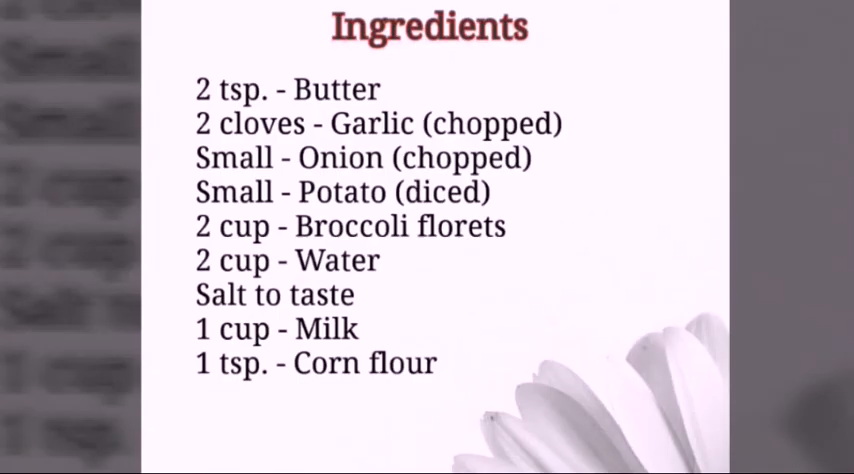 Ingredients
2 tsp. - Butter
2 cloves - Garlic (chopped)
Small - Onion (chopped)
Small - Potato (diced)
2 cup - Broccoli florets
2 cup - Water
Salt to taste
1 cup - Milk
1 tsp. - Corn flour